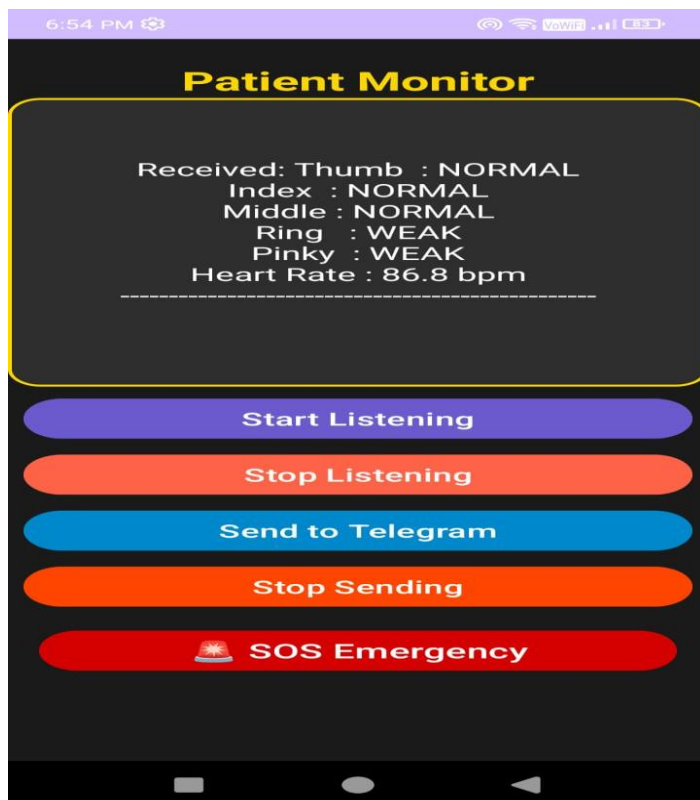 6:54 PM
VoWiFi 83
Patient Monitor
Received: Thumb : NORMAL
Index : NORMAL
Middle : NORMAL
Ring : WEAK
Pinky : WEAK
Heart Rate : 86.8 bpm
------------------------------------------------------
Start Listening
Stop Listening
Send to Telegram
Stop Sending
🚨 SOS Emergency